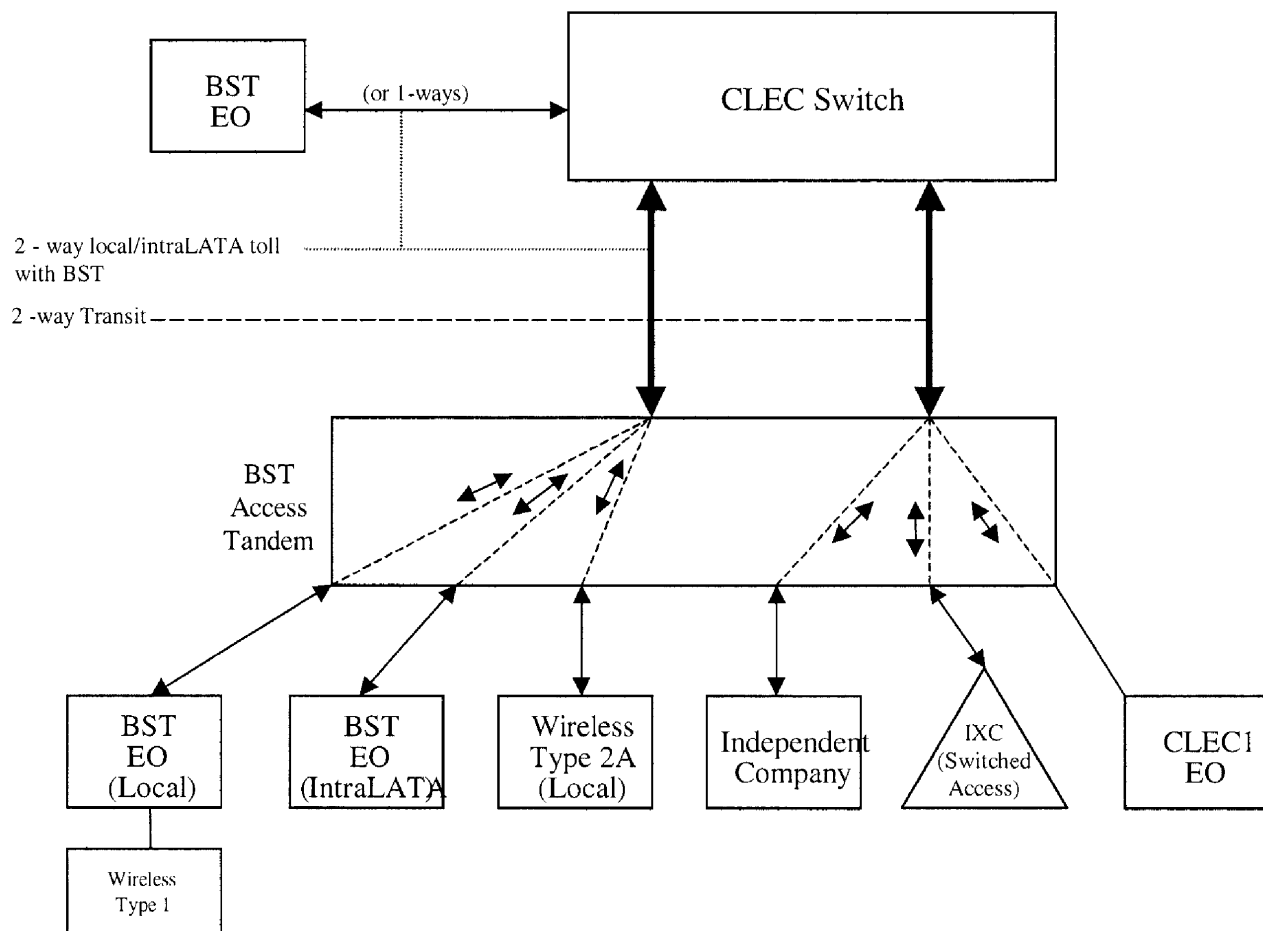 BST
EO
(or 1-ways)
CLEC Switch
2 - way local/intraLATA toll
with BST
2 -way Transit
BST
Access
Tandem
BST
EO
(Local)
BST
EO
(IntraLATA)
Wireless
Type 2A
(Local)
Independent
Company
IXC
(Switched
Access)
CLEC1
EO
Wireless
Type 1